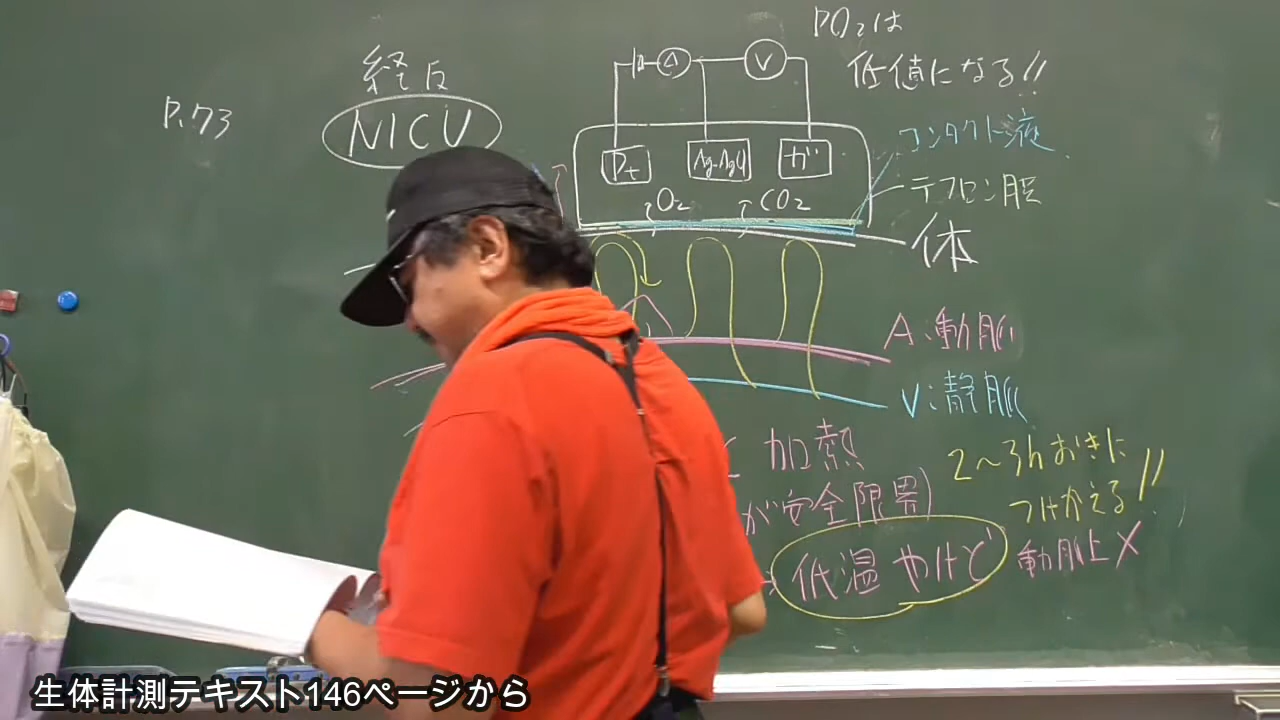 P.73
経皮
NICU
PO₂は
低値になる!!
A
V
Pt
Ag-AgCl
ガ
O₂
CO₂
コンタクト液
テフロン膜
体
A:動脈
V:静脈
加熱
が安全限界)
低温やけど
2〜3hおきに
つけかえる!!
動脈上×
生体計測テキスト146ページから